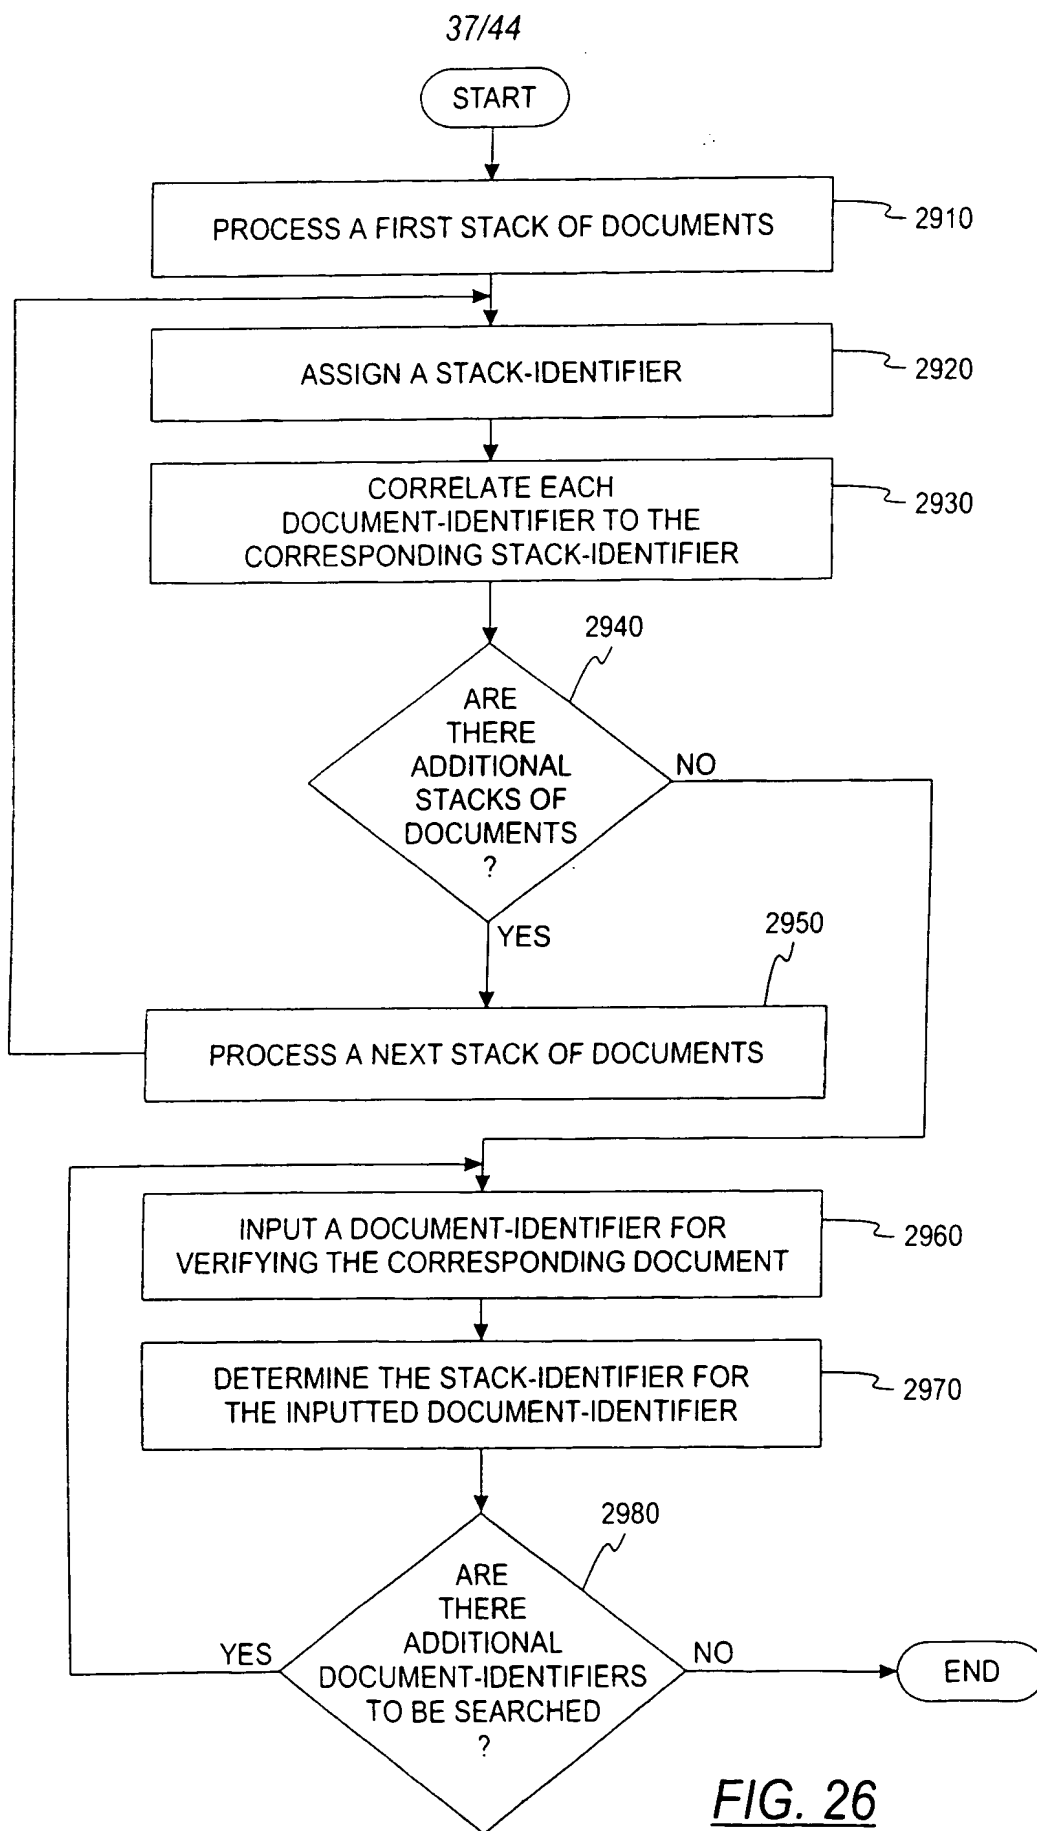 37/44
START
PROCESS A FIRST STACK OF DOCUMENTS
2910
ASSIGN A STACK-IDENTIFIER
2920
CORRELATE EACH
DOCUMENT-IDENTIFIER TO THE
CORRESPONDING STACK-IDENTIFIER
2930
2940
ARE
THERE
ADDITIONAL
STACKS OF
DOCUMENTS
?
NO
YES
2950
PROCESS A NEXT STACK OF DOCUMENTS
INPUT A DOCUMENT-IDENTIFIER FOR
VERIFYING THE CORRESPONDING DOCUMENT
2960
DETERMINE THE STACK-IDENTIFIER FOR
THE INPUTTED DOCUMENT-IDENTIFIER
2970
2980
ARE
THERE
ADDITIONAL
DOCUMENT-IDENTIFIERS
TO BE SEARCHED
?
YES
NO
END
FIG. 26